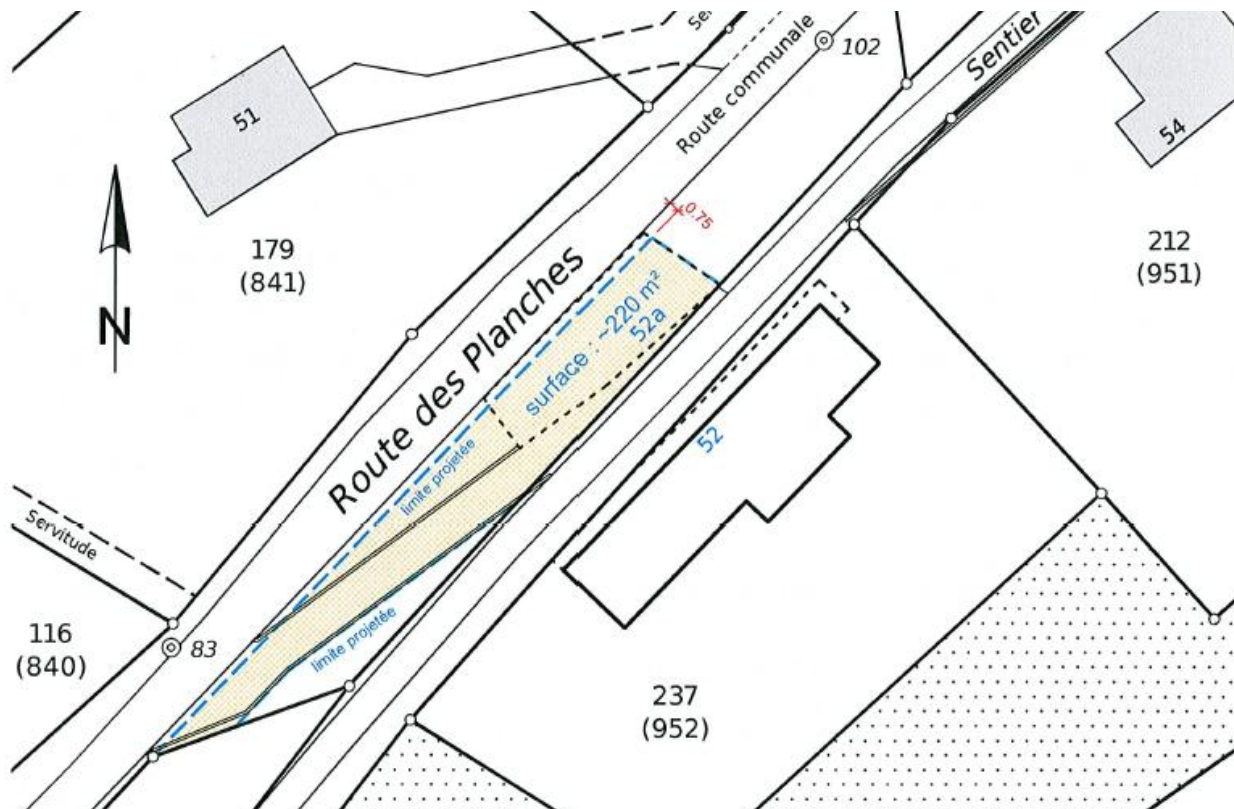 Sentier
Route communale
102
51
54
0.75
179
(841)
212
(951)
N
Route des Planches
surface : ~220 m²
52a
52
limite projetée
Servitude
limite projetée
116
(840)
83
237
(952)